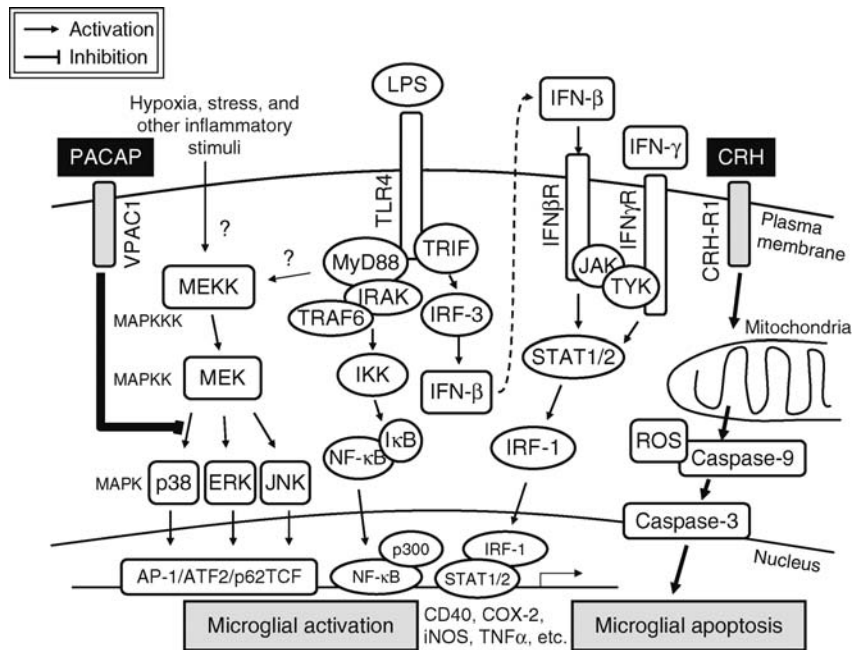 Activation
Inhibition
Hypoxia, stress, and
other inflammatory
stimuli
PACAP
VPAC1
?
LPS
TLR4
IFN-β
IFN-γ
CRH
IFNβR
IFNγR
CRH-R1
Plasma
membrane
MEKK
MAPKKK
?
MyD88
TRIF
IRAK
TRAF6
IRF-3
JAK
TYK
Mitochondria
MAPKK
MEK
IKK
IFN-β
STAT1/2
IκB
NF-κB
IRF-1
ROS
Caspase-9
MAPK
p38
ERK
JNK
Caspase-3
Nucleus
p300
IRF-1
AP-1/ATF2/p62TCF
NF-κB
STAT1/2
Microglial activation
CD40, COX-2,
iNOS, TNFα, etc.
Microglial apoptosis